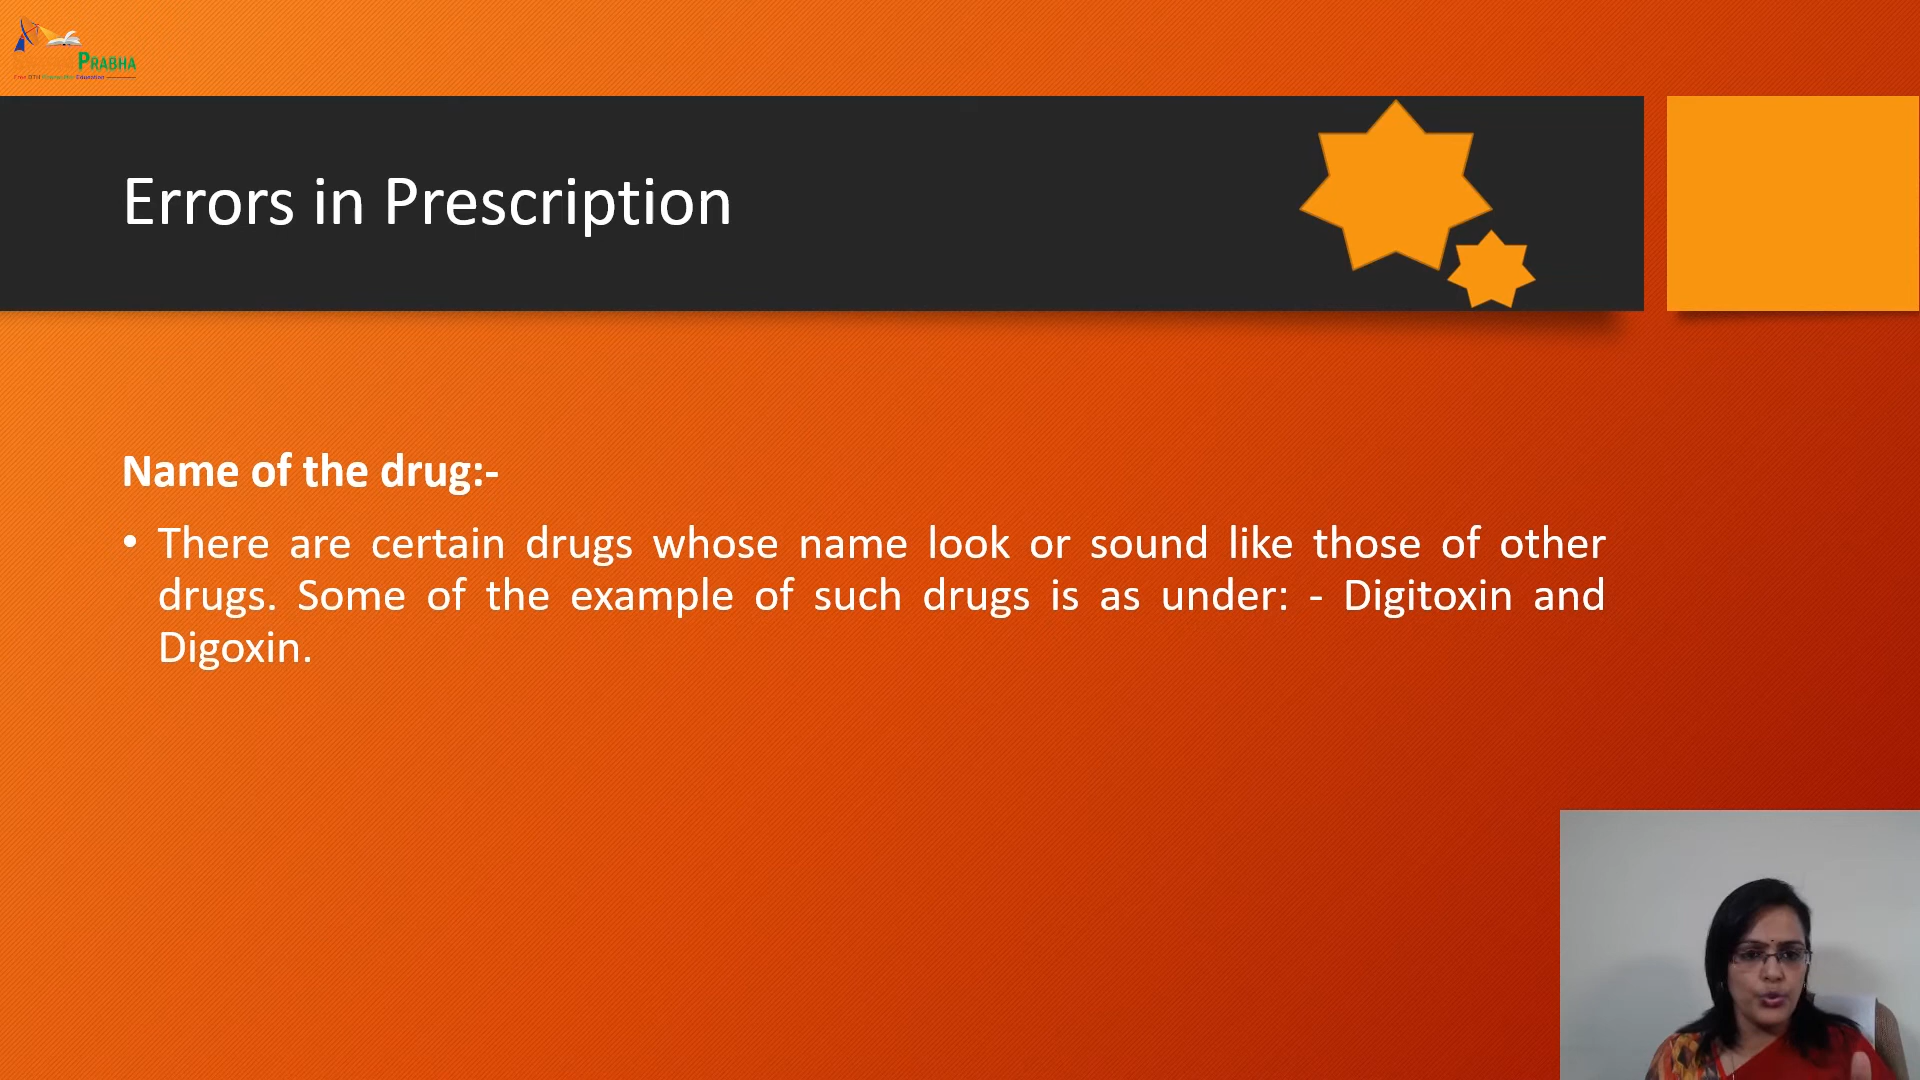 PRABHA
Errors in Prescription
Name of the drug:-
• There are certain drugs whose name look or sound like those of other
drugs. Some of the example of such drugs is as under: - Digitoxin and
Digoxin.